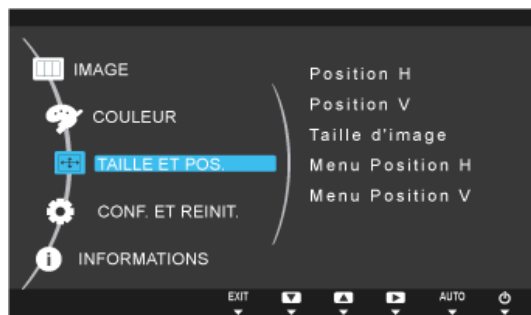 IMAGE
COULEUR
TAILLE ET POS.
CONF. ET REINIT.
INFORMATIONS
Position H
Position V
Taille d'image
Menu Position H
Menu Position V
EXIT AUTO